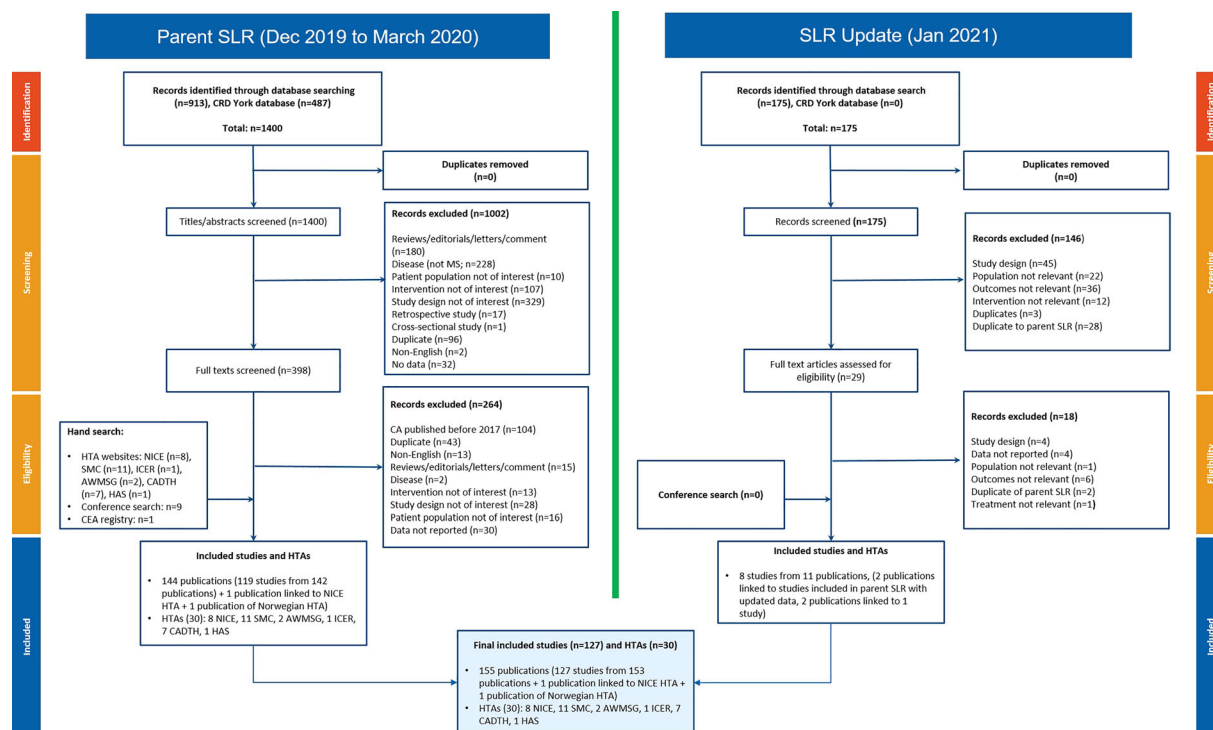 Parent SLR (Dec 2019 to March 2020)
Identification
Screening
Eligibility
Included
Records identified through database searching
(n=913), CRD York database (n=487)
Total: n=1400
Duplicates removed
(n=0)
Titles/abstracts screened (n=1400)
Records excluded (n=1002)
Reviews/editorials/letters/comment
(n=180)
Disease (not MS; n=228)
Patient population not of interest (n=10)
Intervention not of interest (n=107)
Study design not of interest (n=329)
Retrospective study (n=17)
Cross-sectional study (n=1)
Duplicate (n=96)
Non-English (n=2)
No data (n=32)
Full texts screened (n=398)
Records excluded (n=264)
CA published before 2017 (n=104)
Duplicate (n=43)
Non-English (n=13)
Reviews/editorials/letters/comment (n=15)
Disease (n=2)
Intervention not of interest (n=13)
Study design not of interest (n=28)
Patient population not of interest (n=16)
Data not reported (n=30)
Hand search:
• HTA websites: NICE (n=8),
SMC (n=11), ICER (n=1),
AWMSG (n=2), CADTH
(n=7), HAS (n=1)
• Conference search: n=9
• CEA registry: n=1
Included studies and HTAs
• 144 publications (119 studies from 142
publications) + 1 publication linked to NICE
HTA + 1 publication of Norwegian HTA)
• HTAs (30): 8 NICE, 11 SMC, 2 AWMSG, 1 ICER,
7 CADTH, 1 HAS
SLR Update (Jan 2021)
Records identified through database search
(n=175), CRD York database (n=0)
Total: n=175
Duplicates removed
(n=0)
Records screened (n=175)
Records excluded (n=146)
Study design (n=45)
Population not relevant (n=22)
Outcomes not relevant (n=36)
Intervention not relevant (n=12)
Duplicates (n=3)
Duplicate to parent SLR (n=28)
Full text articles assessed for
eligibility (n=29)
Records excluded (n=18)
Study design (n=4)
Data not reported (n=4)
Population not relevant (n=1)
Outcomes not relevant (n=6)
Duplicate of parent SLR (n=2)
Treatment not relevant (n=1)
Conference search (n=0)
Included studies and HTAs
• 8 studies from 11 publications, (2 publications
linked to studies included in parent SLR with
updated data, 2 publications linked to 1
study)
Identification
Screening
Eligibility
Included
Final included studies (n=127) and HTAs (n=30)
• 155 publications (127 studies from 153
publications + 1 publication linked to NICE HTA +
1 publication of Norwegian HTA)
• HTAs (30): 8 NICE, 11 SMC, 2 AWMSG, 1 ICER, 7
CADTH, 1 HAS